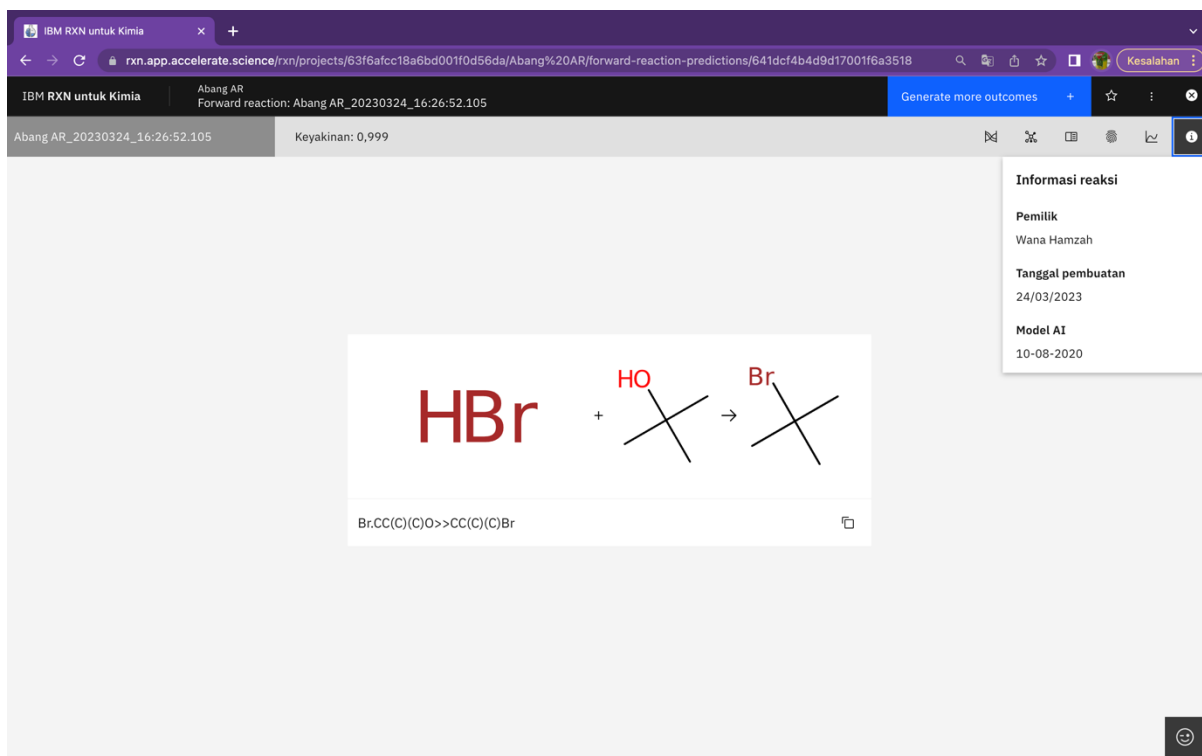 IBM RXN untuk Kimia
rxn.app.accelerate.science/rxn/projects/63f6afcc18a6bd001f0d56da/Abang%20AR/forward-reaction-predictions/641dcf4b4d9d17001f6a3518
Kesalahan
IBM RXN untuk Kimia
Abang AR
Forward reaction: Abang AR_20230324_16:26:52.105
Generate more outcomes +
Abang AR_20230324_16:26:52.105
Keyakinan: 0,999
Informasi reaksi
Pemilik
Wana Hamzah
Tanggal pembuatan
24/03/2023
Model AI
10-08-2020
HBr + HO → Br
Br.CC(C)(C)O>>CC(C)(C)Br